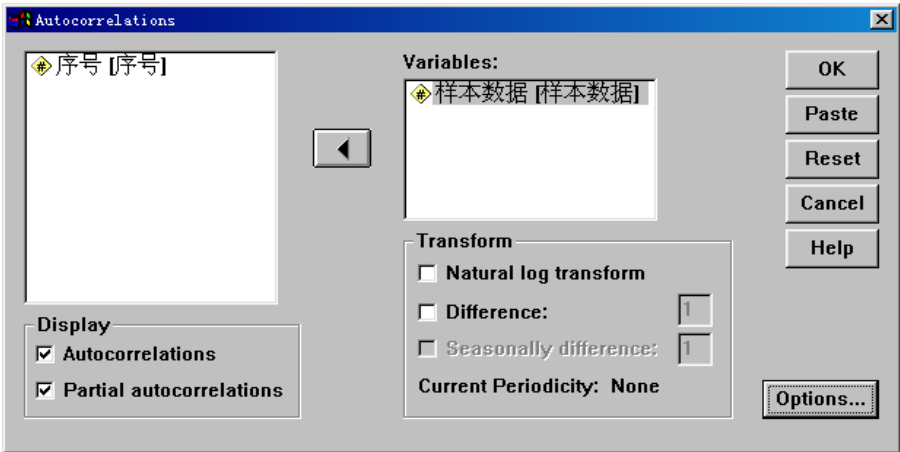 Autocorrelations
序号 [序号]
Variables:
样本数据 [样本数据]
OK
Paste
Reset
Cancel
Help
Transform
Natural log transform
Difference: 1
Seasonally difference: 1
Current Periodicity: None
Display
Autocorrelations
Partial autocorrelations
Options...